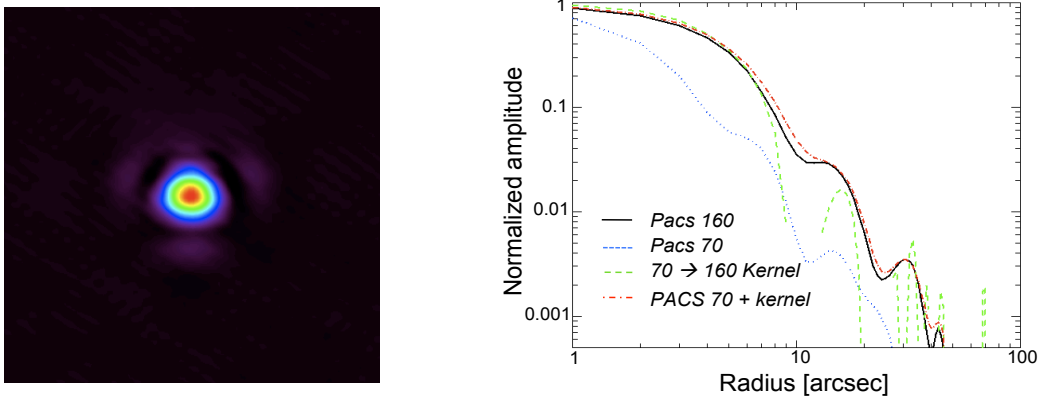 1
0.1
0.01
0.001
Normalized amplitude
Pacs 160
Pacs 70
70 → 160 Kernel
PACS 70 + kernel
1
10
100
Radius [arcsec]